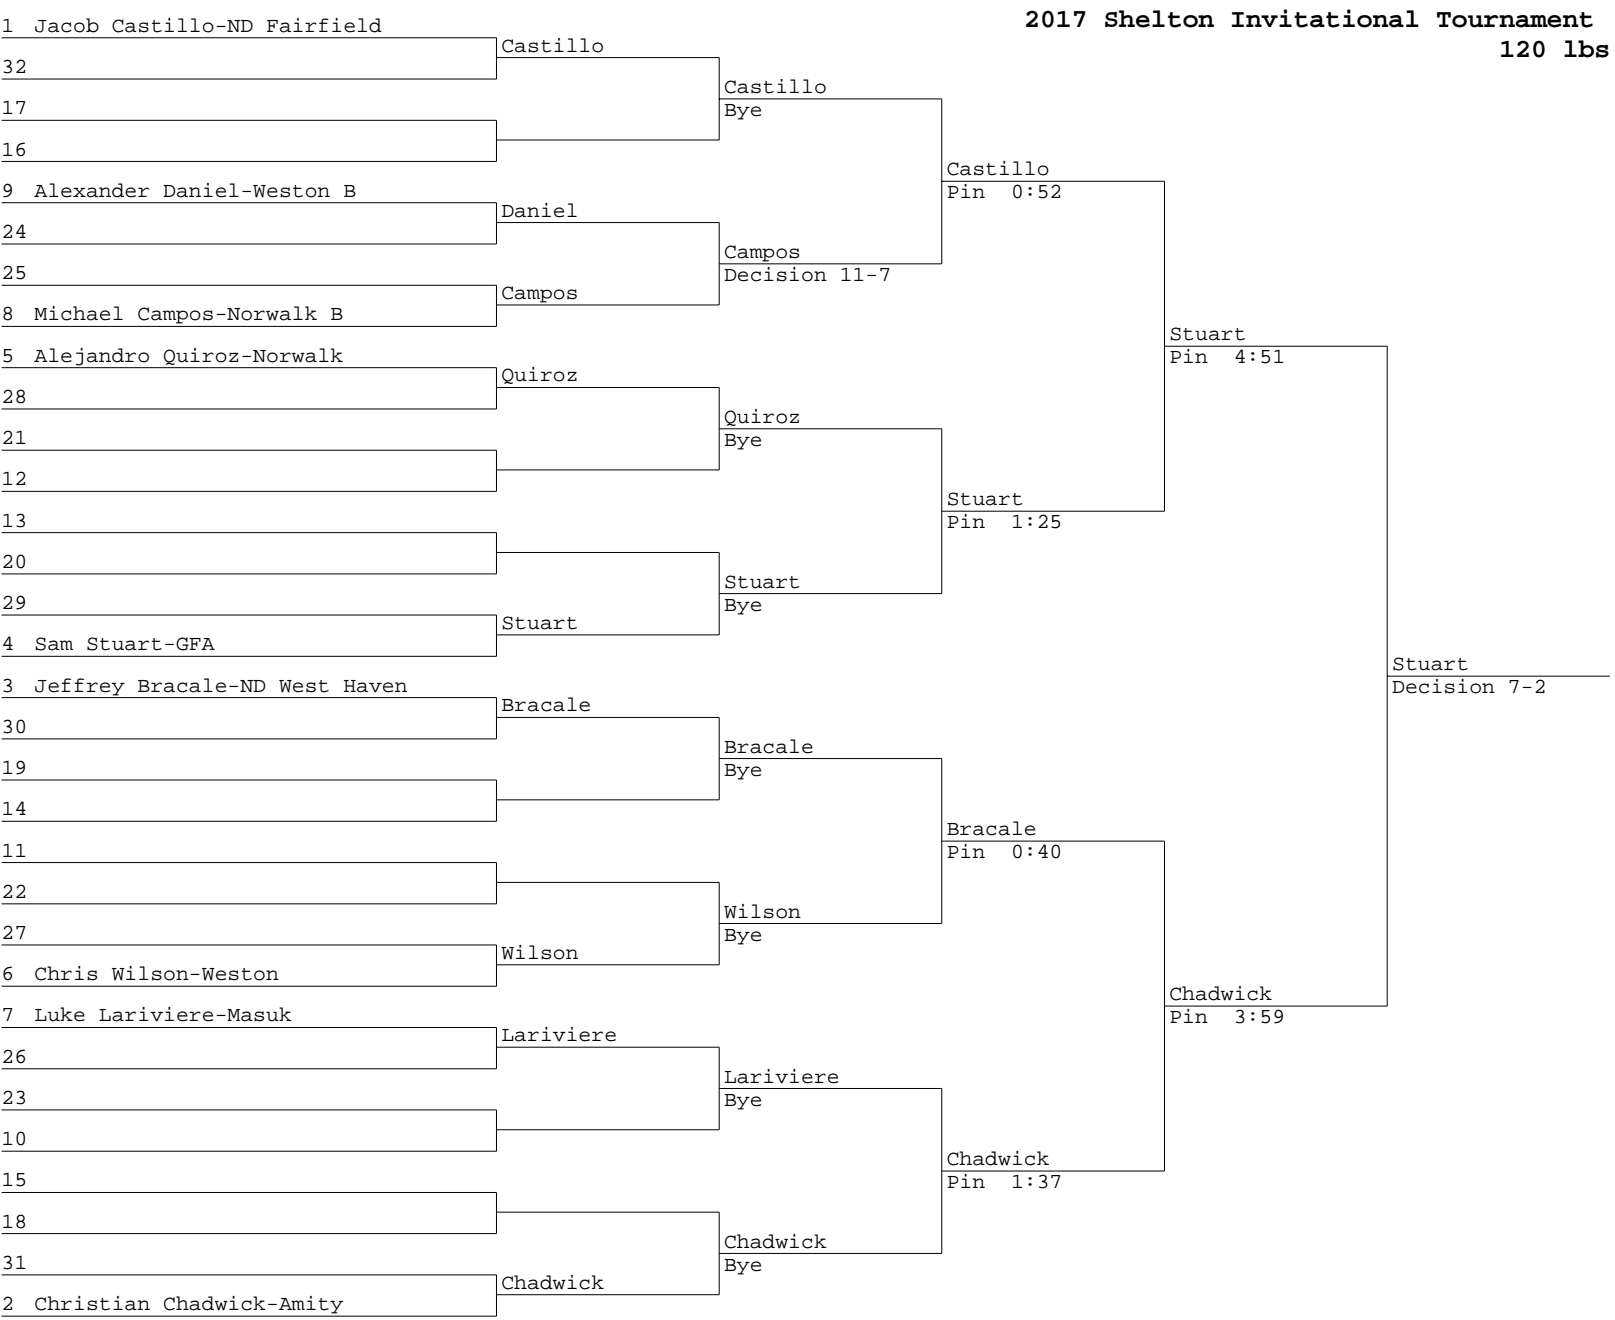 2017 Shelton Invitational Tournament
120 lbs
1 Jacob Castillo-ND Fairfield
32
17
16
9 Alexander Daniel-Weston B
24
25
8 Michael Campos-Norwalk B
5 Alejandro Quiroz-Norwalk
28
21
12
13
20
29
4 Sam Stuart-GFA
3 Jeffrey Bracale-ND West Haven
30
19
14
11
22
27
6 Chris Wilson-Weston
7 Luke Lariviere-Masuk
26
23
10
15
18
31
2 Christian Chadwick-Amity
Castillo
Daniel
Campos
Quiroz
Stuart
Bracale
Wilson
Lariviere
Chadwick
Castillo
Bye
Campos
Decision 11-7
Quiroz
Bye
Stuart
Bye
Bracale
Bye
Wilson
Bye
Lariviere
Bye
Chadwick
Bye
Castillo
Pin 0:52
Stuart
Pin 1:25
Bracale
Pin 0:40
Chadwick
Pin 1:37
Stuart
Pin 4:51
Chadwick
Pin 3:59
Stuart
Decision 7-2